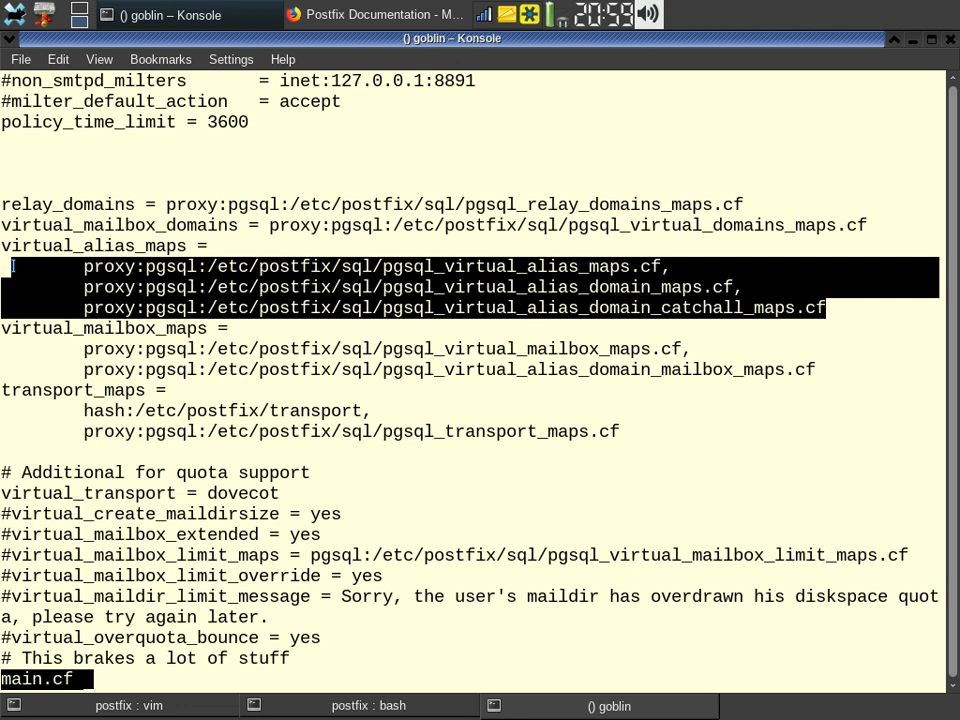 () goblin – Konsole
Postfix Documentation - M...
20:59
() goblin – Konsole
File Edit View Bookmarks Settings Help
#non_smtpd_milters       = inet:127.0.0.1:8891
#milter_default_action   = accept
policy_time_limit = 3600
relay_domains = proxy:pgsql:/etc/postfix/sql/pgsql_relay_domains_maps.cf
virtual_mailbox_domains = proxy:pgsql:/etc/postfix/sql/pgsql_virtual_domains_maps.cf
virtual_alias_maps =
        proxy:pgsql:/etc/postfix/sql/pgsql_virtual_alias_maps.cf,
        proxy:pgsql:/etc/postfix/sql/pgsql_virtual_alias_domain_maps.cf,
        proxy:pgsql:/etc/postfix/sql/pgsql_virtual_alias_domain_catchall_maps.cf
virtual_mailbox_maps =
        proxy:pgsql:/etc/postfix/sql/pgsql_virtual_mailbox_maps.cf,
        proxy:pgsql:/etc/postfix/sql/pgsql_virtual_alias_domain_mailbox_maps.cf
transport_maps =
        hash:/etc/postfix/transport,
        proxy:pgsql:/etc/postfix/sql/pgsql_transport_maps.cf
# Additional for quota support
virtual_transport = dovecot
#virtual_create_maildirsize = yes
#virtual_mailbox_extended = yes
#virtual_mailbox_limit_maps = pgsql:/etc/postfix/sql/pgsql_virtual_mailbox_limit_maps.cf
#virtual_mailbox_limit_override = yes
#virtual_maildir_limit_message = Sorry, the user's maildir has overdrawn his diskspace quot
a, please try again later.
#virtual_overquota_bounce = yes
# This brakes a lot of stuff
main.cf
postfix : vim
postfix : bash
() goblin